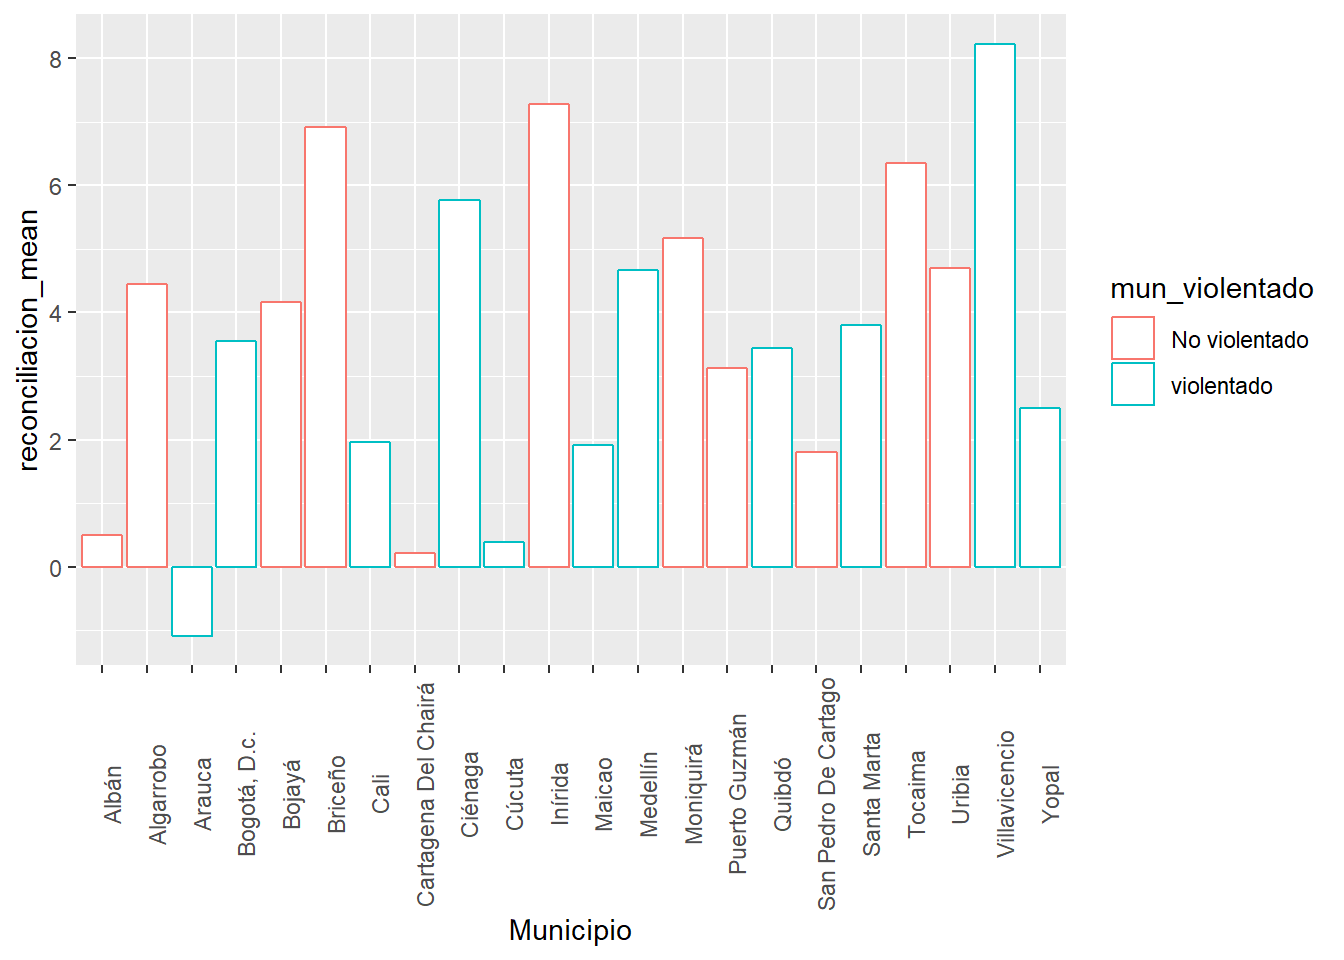 8
6
4
2
0
reconciliacion_mean
Albán
Algarrobo
Arauca
Bogotá, D.c.
Bojayá
Briceño
Cali
Cartagena Del Chairá
Ciénaga
Cúcuta
Inírida
Maicao
Medellín
Moniquirá
Puerto Guzmán
Quibdó
San Pedro De Cartago
Santa Marta
Tocaima
Uribia
Villavicencio
Yopal
Municipio
mun_violentado
No violentado
violentado